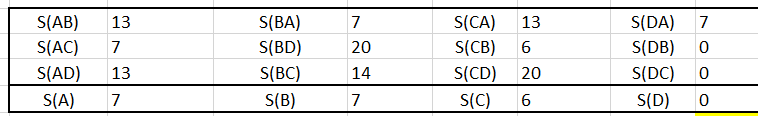 S(AB) 13 S(BA) 7 S(CA) 13 S(DA) 7
S(AC) 7 S(BD) 20 S(CB) 6 S(DB) 0
S(AD) 13 S(BC) 14 S(CD) 20 S(DC) 0
S(A) 7 S(B) 7 S(C) 6 S(D) 0